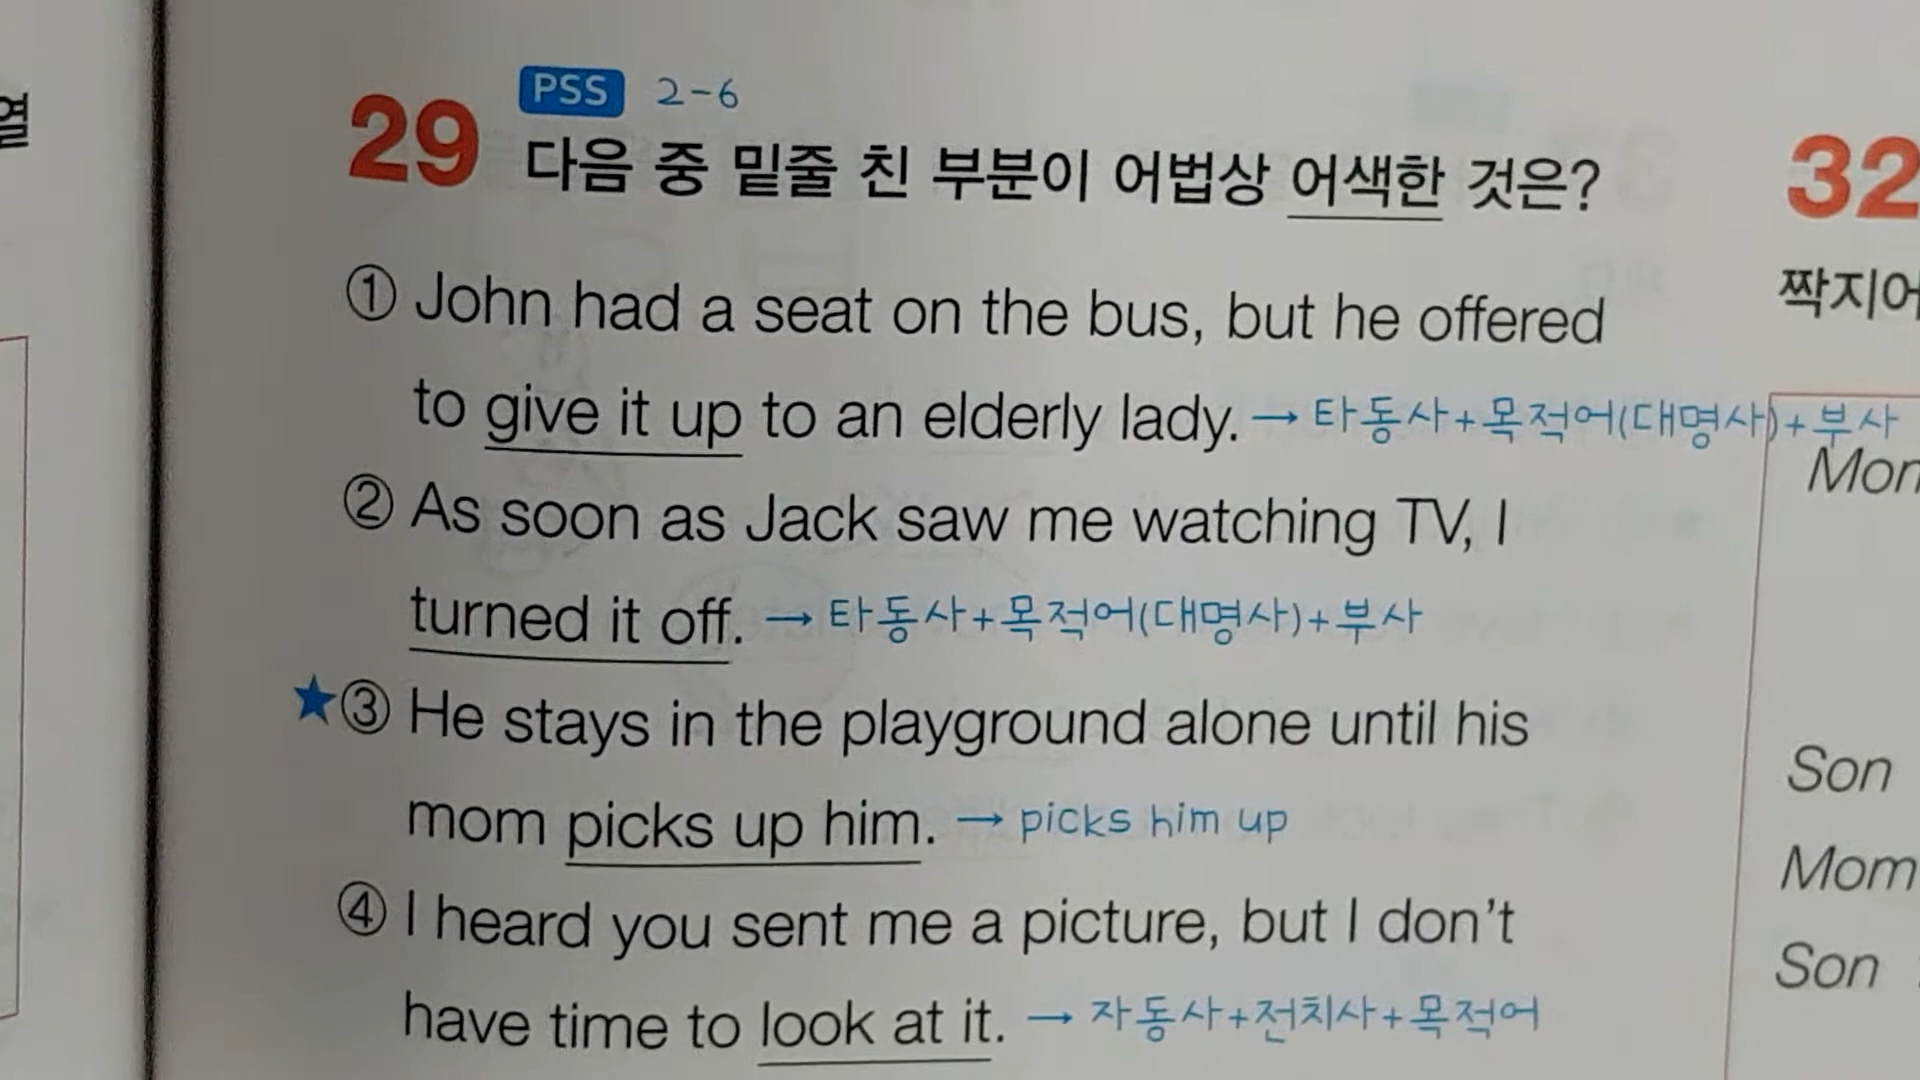 열
PSS 2-6
29 다음 중 밑줄 친 부분이 어법상 어색한 것은?
① John had a seat on the bus, but he offered
to give it up to an elderly lady. → 타동사+목적어(대명사)+부사
② As soon as Jack saw me watching TV, I
turned it off. → 타동사+목적어(대명사)+부사
★③ He stays in the playground alone until his
mom picks up him. → picks him up
④ I heard you sent me a picture, but I don't
have time to look at it. → 자동사+전치사+목적어
32
짝지어
Mon
Son
Mom
Son